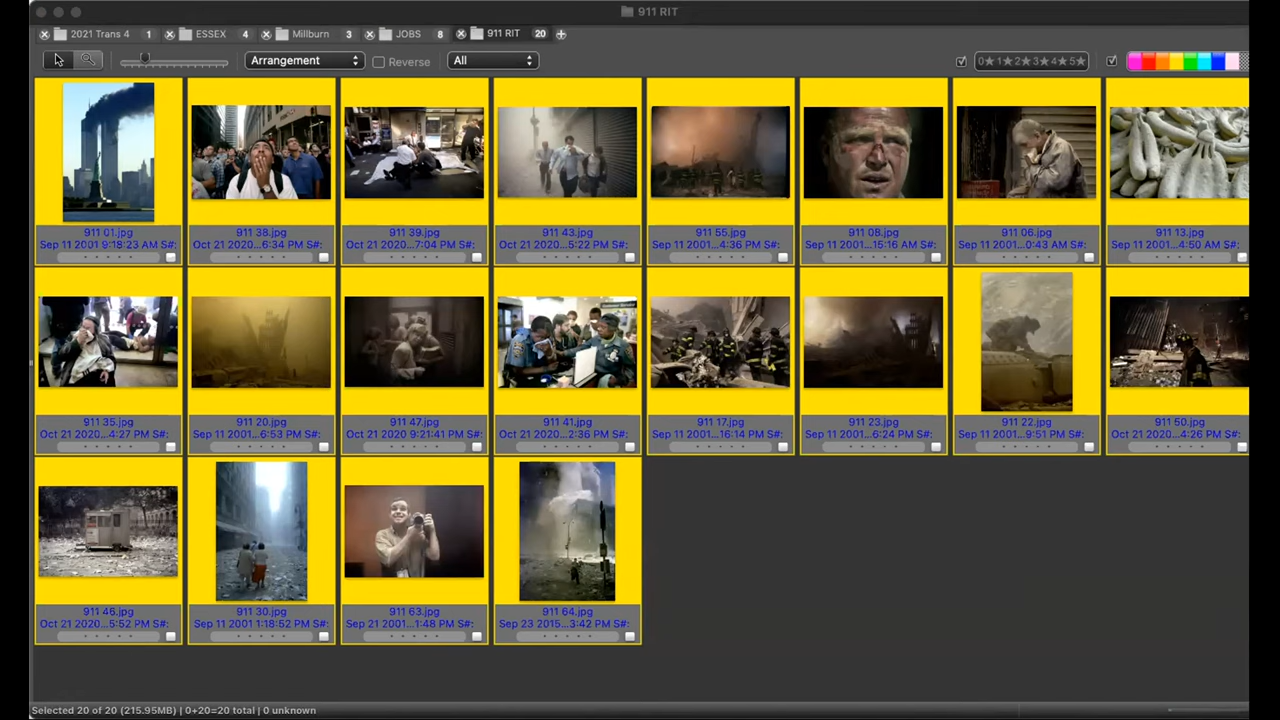 911 RIT
2021 Trans 4 1 ESSEX 4 Millburn 3 JOBS 8 911 RIT 20
Arrangement Reverse All 0★1★2★3★4★5★
911 01.jpg 911 38.jpg 911 39.jpg 911 43.jpg 911 55.jpg 911 08.jpg 911 06.jpg 911 13.jpg
Sep 11 2001 9:18:23 AM S#: Oct 21 2020...6:34 PM S#: Oct 21 2020...7:04 PM S#: Oct 21 2020...5:22 PM S#: Sep 11 2001...4:36 PM S#: Sep 11 2001...:15:16 AM S#: Sep 11 2001...0:43 AM S#: Sep 11 2001...4:50 AM S#:
911 35.jpg 911 20.jpg 911 47.jpg 911 41.jpg 911 17.jpg 911 23.jpg 911 22.jpg 911 50.jpg
Oct 21 2020...4:27 PM S#: Sep 11 2001...6:53 PM S#: Oct 21 2020 9:21:41 PM S#: Oct 21 2020...2:36 PM S#: Sep 11 2001...:16:14 PM S#: Sep 11 2001...6:24 PM S#: Sep 11 2001...9:51 PM S#: Oct 21 2020...4:26 PM S#:
911 46.jpg 911 30.jpg 911 63.jpg 911 64.jpg
Oct 21 2020...5:52 PM S#: Sep 11 2001 1:18:52 PM S#: Sep 21 2001...1:48 PM S#: Sep 23 2015...3:42 PM S#:
Selected 20 of 20 (215.95MB) | 0+20=20 total | 0 unknown